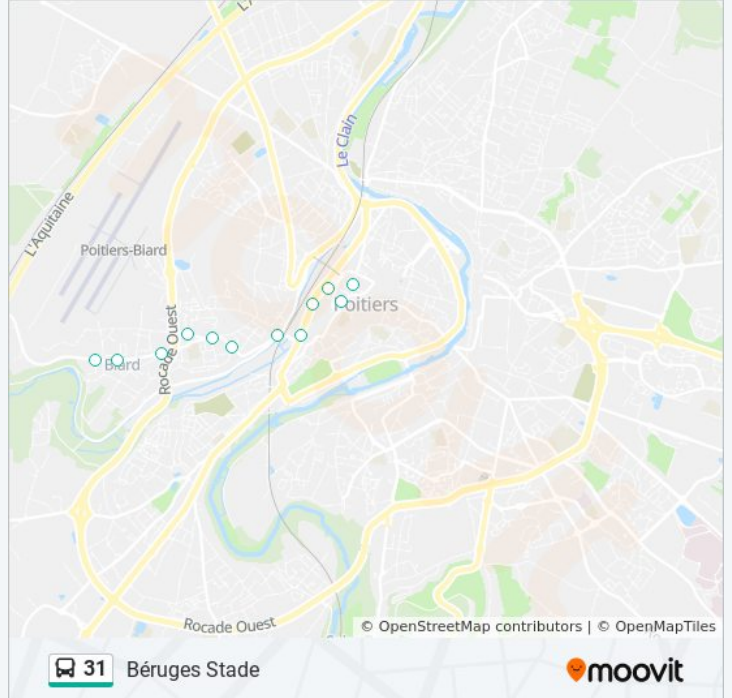 Le Clain
L'Aquitaine
Poitiers-Biard
Poitiers
Rocade Ouest
Biard
Rocade Ouest
© OpenStreetMap contributors | © OpenMapTiles
31 Béruges Stade
moovit